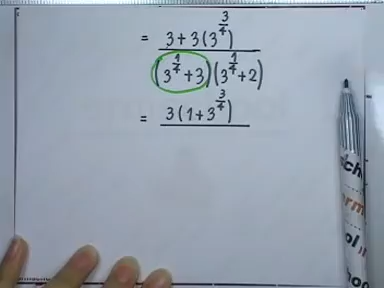 = 3+3(3^{3/4})
(3^{1/4}+3)(3^{1/4}+2)
= 3(1+3^{3/4})